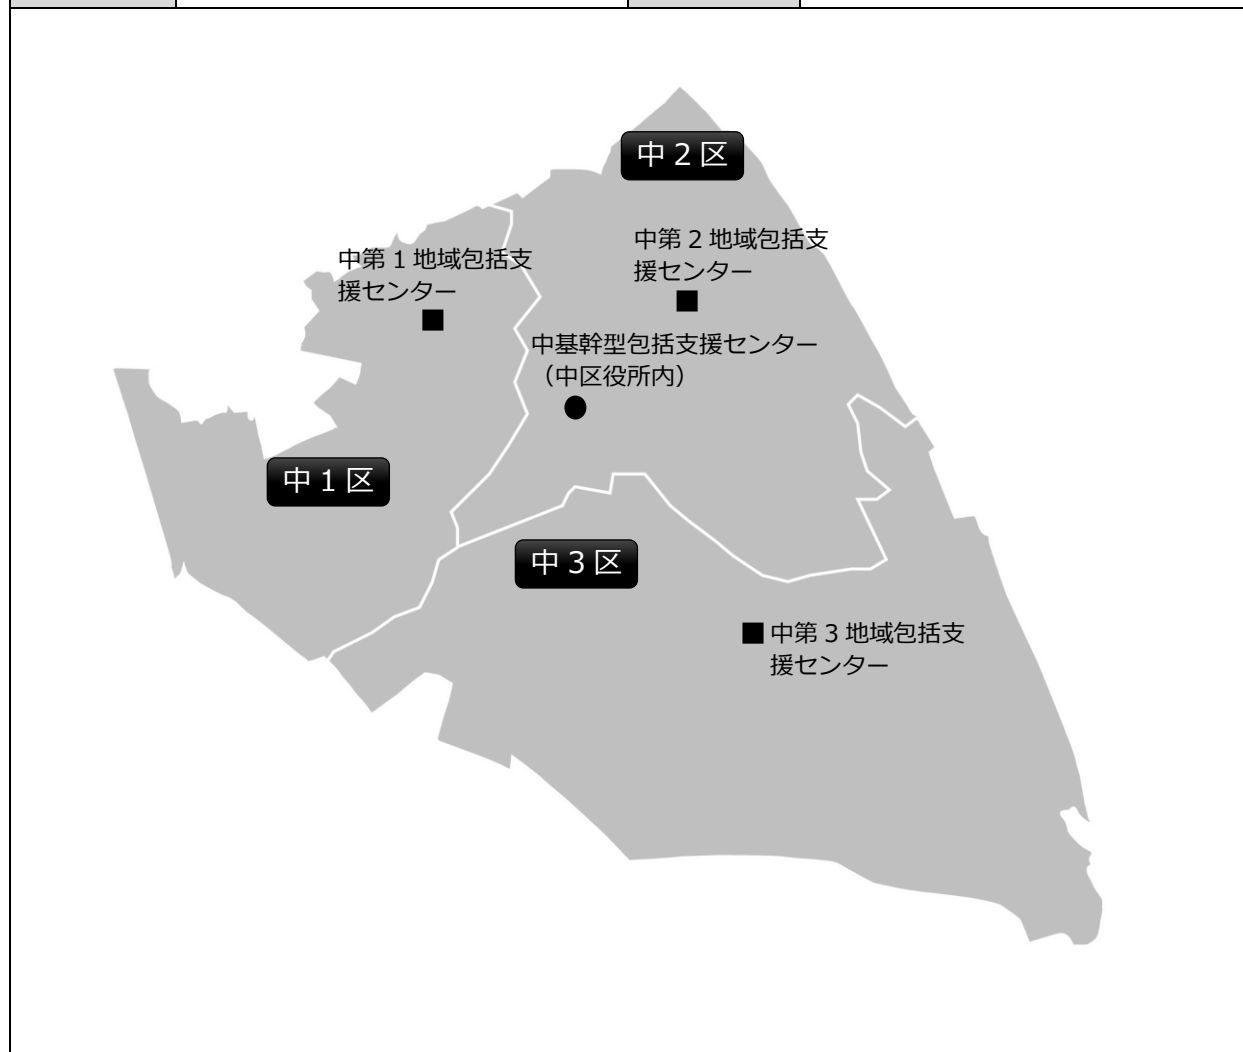 中２区
中第２地域包括支
援センター
中第１地域包括支
援センター
中基幹型包括支援センター
（中区役所内）
中１区
中３区
中第３地域包括支
援センター